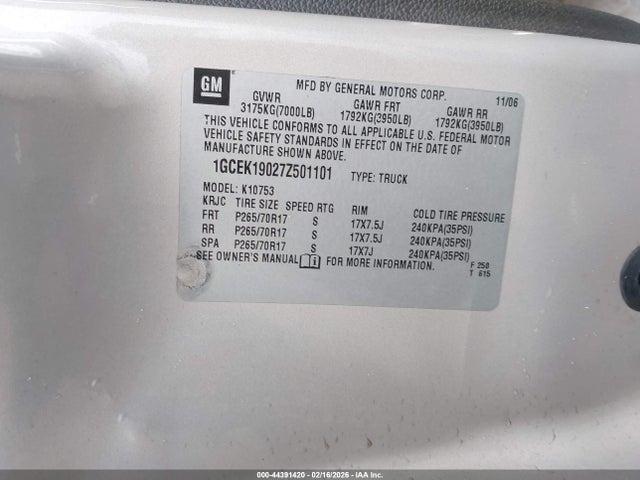 GM
MFD BY GENERAL MOTORS CORP. 11/06
GVWR GAWR FRT GAWR RR
3175KG(7000LB) 1792KG(3950LB) 1792KG(3950LB)
THIS VEHICLE CONFORMS TO ALL APPLICABLE U.S. FEDERAL MOTOR
VEHICLE SAFETY STANDARDS IN EFFECT ON THE DATE OF
MANUFACTURE SHOWN ABOVE.
1GCEK19027Z501101 TYPE: TRUCK
MODEL: K10753
KRJC TIRE SIZE SPEED RTG RIM COLD TIRE PRESSURE
FRT P265/70R17 S 17X7.5J 240KPA(35PSI)
RR P265/70R17 S 17X7.5J 240KPA(35PSI)
SPA P265/70R17 S 17X7J 240KPA(35PSI)
SEE OWNER'S MANUAL FOR MORE INFORMATION.
F 250
T 615
000-44391420 | 02/16/2026 - IAA Inc.